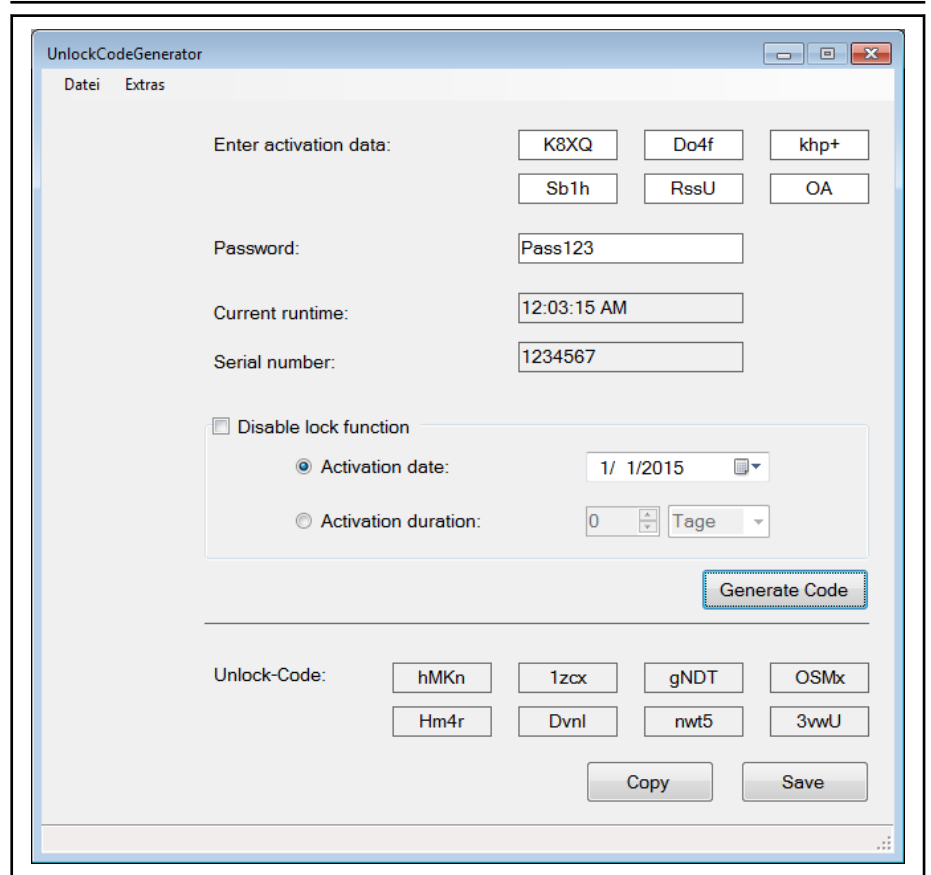 UnlockCodeGenerator
Datei Extras
Enter activation data: K8XQ Do4f khp+
Sb1h RssU OA
Password: Pass123
Current runtime: 12:03:15 AM
Serial number: 1234567
Disable lock function
Activation date: 1/ 1/2015
Activation duration: 0 Tage
Generate Code
Unlock-Code: hMKn 1zcx gNDT OSMx
Hm4r Dvnl nwt5 3vwU
Copy Save